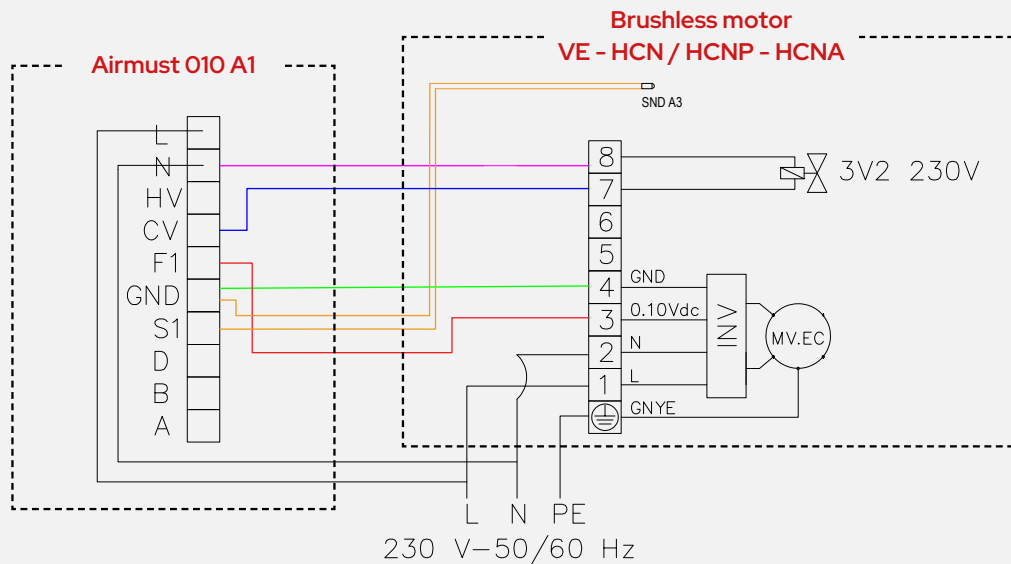 Brushless motor
VE - HCN / HCNP - HCNA
Airmust 010 A1
SND A3
L
N
HV
CV
F1
GND
S1
D
B
A
8
7
6
5
4
3
2
1
3V2 230V
GND
0.10Vdc
N
L
GNYE
INV
MV.EC
L N PE
230 V-50/60 Hz